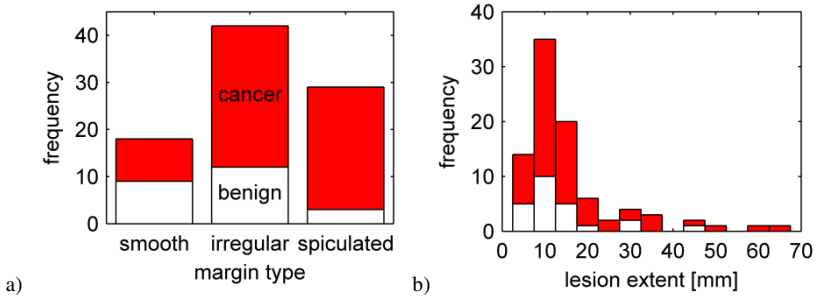 frequency
40
30
20
10
0
cancer
benign
smooth irregular spiculated
margin type
a)
frequency
40
30
20
10
0
0 10 20 30 40 50 60 70
lesion extent [mm]
b)